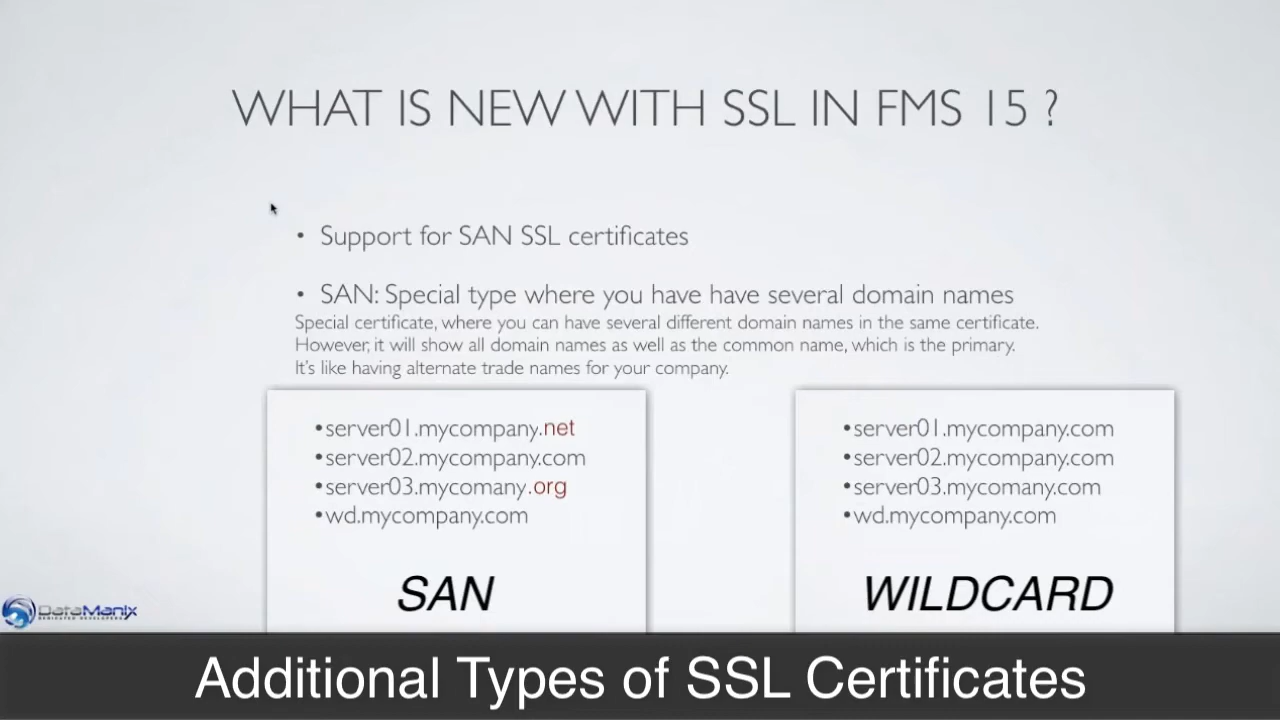 WHAT IS NEW WITH SSL IN FMS 15 ?
• Support for SAN SSL certificates
• SAN: Special type where you have have several domain names
Special certificate, where you can have several different domain names in the same certificate.
However, it will show all domain names as well as the common name, which is the primary.
It's like having alternate trade names for your company.
•server01.mycompany.net
•server02.mycompany.com
•server03.mycomany.org
•wd.mycompany.com
SAN
•server01.mycompany.com
•server02.mycompany.com
•server03.mycomany.com
•wd.mycompany.com
WILDCARD
DataManix
DEDICATED DEVELOPERS
Additional Types of SSL Certificates